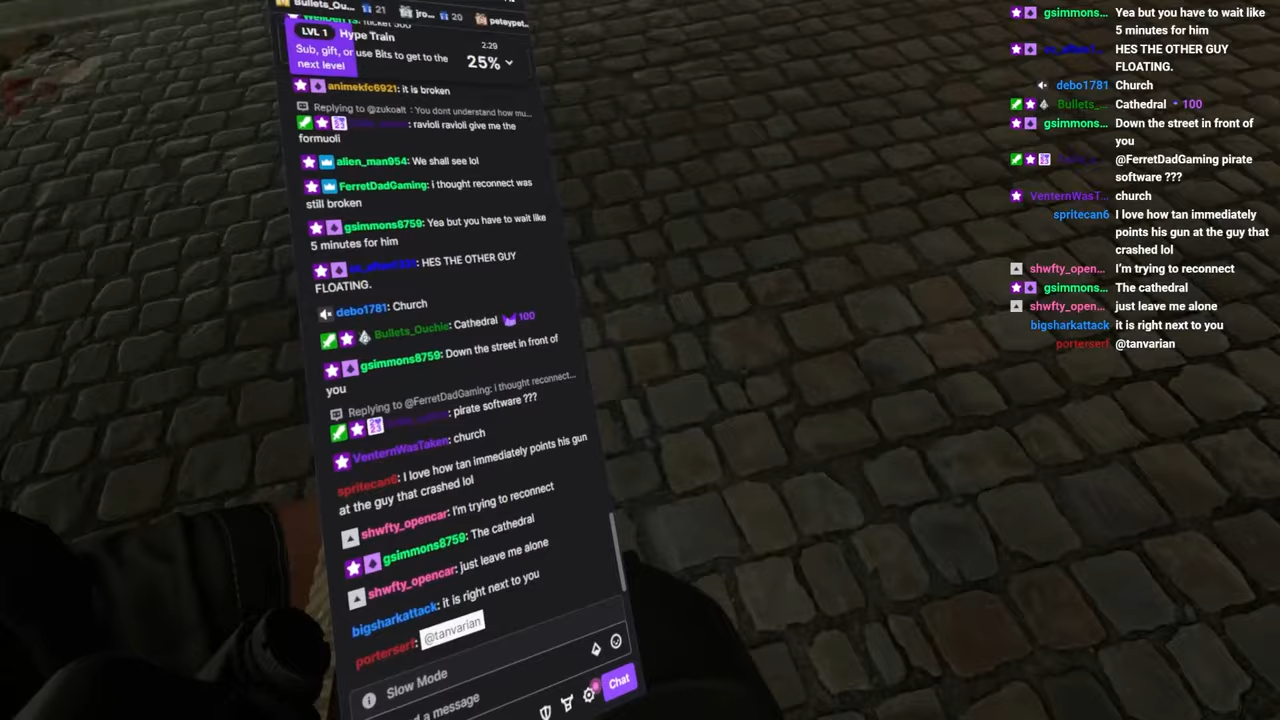 Bullets_Ou... 21 jro... 20 peteypet...
LVL 1 Hype Train
Sub, gift, or use Bits to get to the
next level
2:29
25%
animekfc6921: it is broken
Replying to @zukoalt : You dont understand how mu...
: ravioli ravioli give me the
formuoli
alien_man954: We shall see lol
FerretDadGaming: i thought reconnect was
still broken
gsimmons8759: Yea but you have to wait like
5 minutes for him
: HES THE OTHER GUY
FLOATING.
debo1781: Church
Bullets_Ouchie: Cathedral 100
gsimmons8759: Down the street in front of
you
Replying to @FerretDadGaming: i thought reconnect...
: pirate software ???
VenternWasTaken: church
spritecan6: I love how tan immediately points his gun
at the guy that crashed lol
shwfty_opencar: I'm trying to reconnect
gsimmons8759: The cathedral
shwfty_opencar: just leave me alone
bigsharkattack: it is right next to you
porterserf: @tanvarian
Slow Mode
a message
Chat
gsimmons... Yea but you have to wait like
5 minutes for him
HES THE OTHER GUY
FLOATING.
debo1781 Church
Bullets_... Cathedral 100
gsimmons... Down the street in front of
you
@FerretDadGaming pirate
software ???
VenternWasT... church
spritecan6 I love how tan immediately
points his gun at the guy that
crashed lol
shwfty_open... I'm trying to reconnect
gsimmons... The cathedral
shwfty_open... just leave me alone
bigsharkattack it is right next to you
porterserf @tanvarian